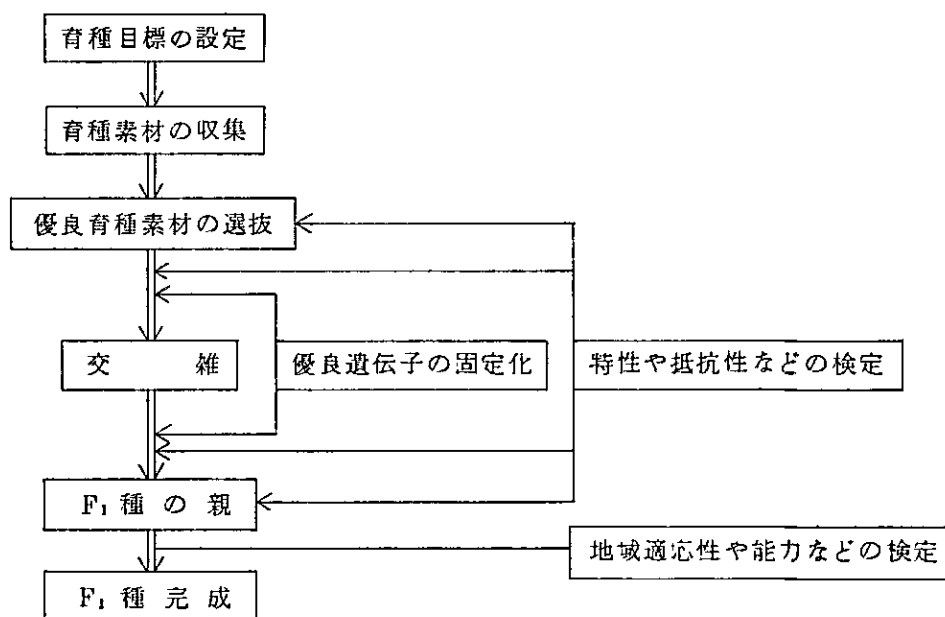 育種目標の設定
育種素材の収集
優良育種素材の選抜
交雑
優良遺伝子の固定化
特性や抵抗性などの検定
F₁種の親
地域適応性や能力などの検定
F₁種完成